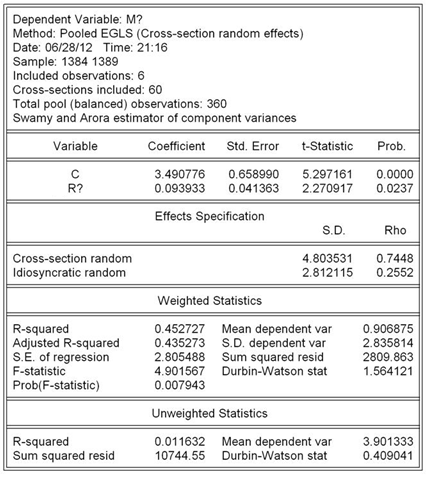 Dependent Variable: M?
Method: Pooled EGLS (Cross-section random effects)
Date: 06/28/12 Time: 21:16
Sample: 1384 1389
Included observations: 6
Cross-sections included: 60
Total pool (balanced) observations: 360
Swamy and Arora estimator of component variances
Variable Coefficient Std. Error t-Statistic Prob.
C 3.490776 0.658990 5.297161 0.0000
R? 0.093933 0.041363 2.270917 0.0237
Effects Specification
S.D. Rho
Cross-section random 4.803531 0.7448
Idiosyncratic random 2.812115 0.2552
Weighted Statistics
R-squared 0.452727 Mean dependent var 0.906875
Adjusted R-squared 0.435273 S.D. dependent var 2.835814
S.E. of regression 2.805488 Sum squared resid 2809.863
F-statistic 4.901567 Durbin-Watson stat 1.564121
Prob(F-statistic) 0.007943
Unweighted Statistics
R-squared 0.011632 Mean dependent var 3.901333
Sum squared resid 10744.55 Durbin-Watson stat 0.409041